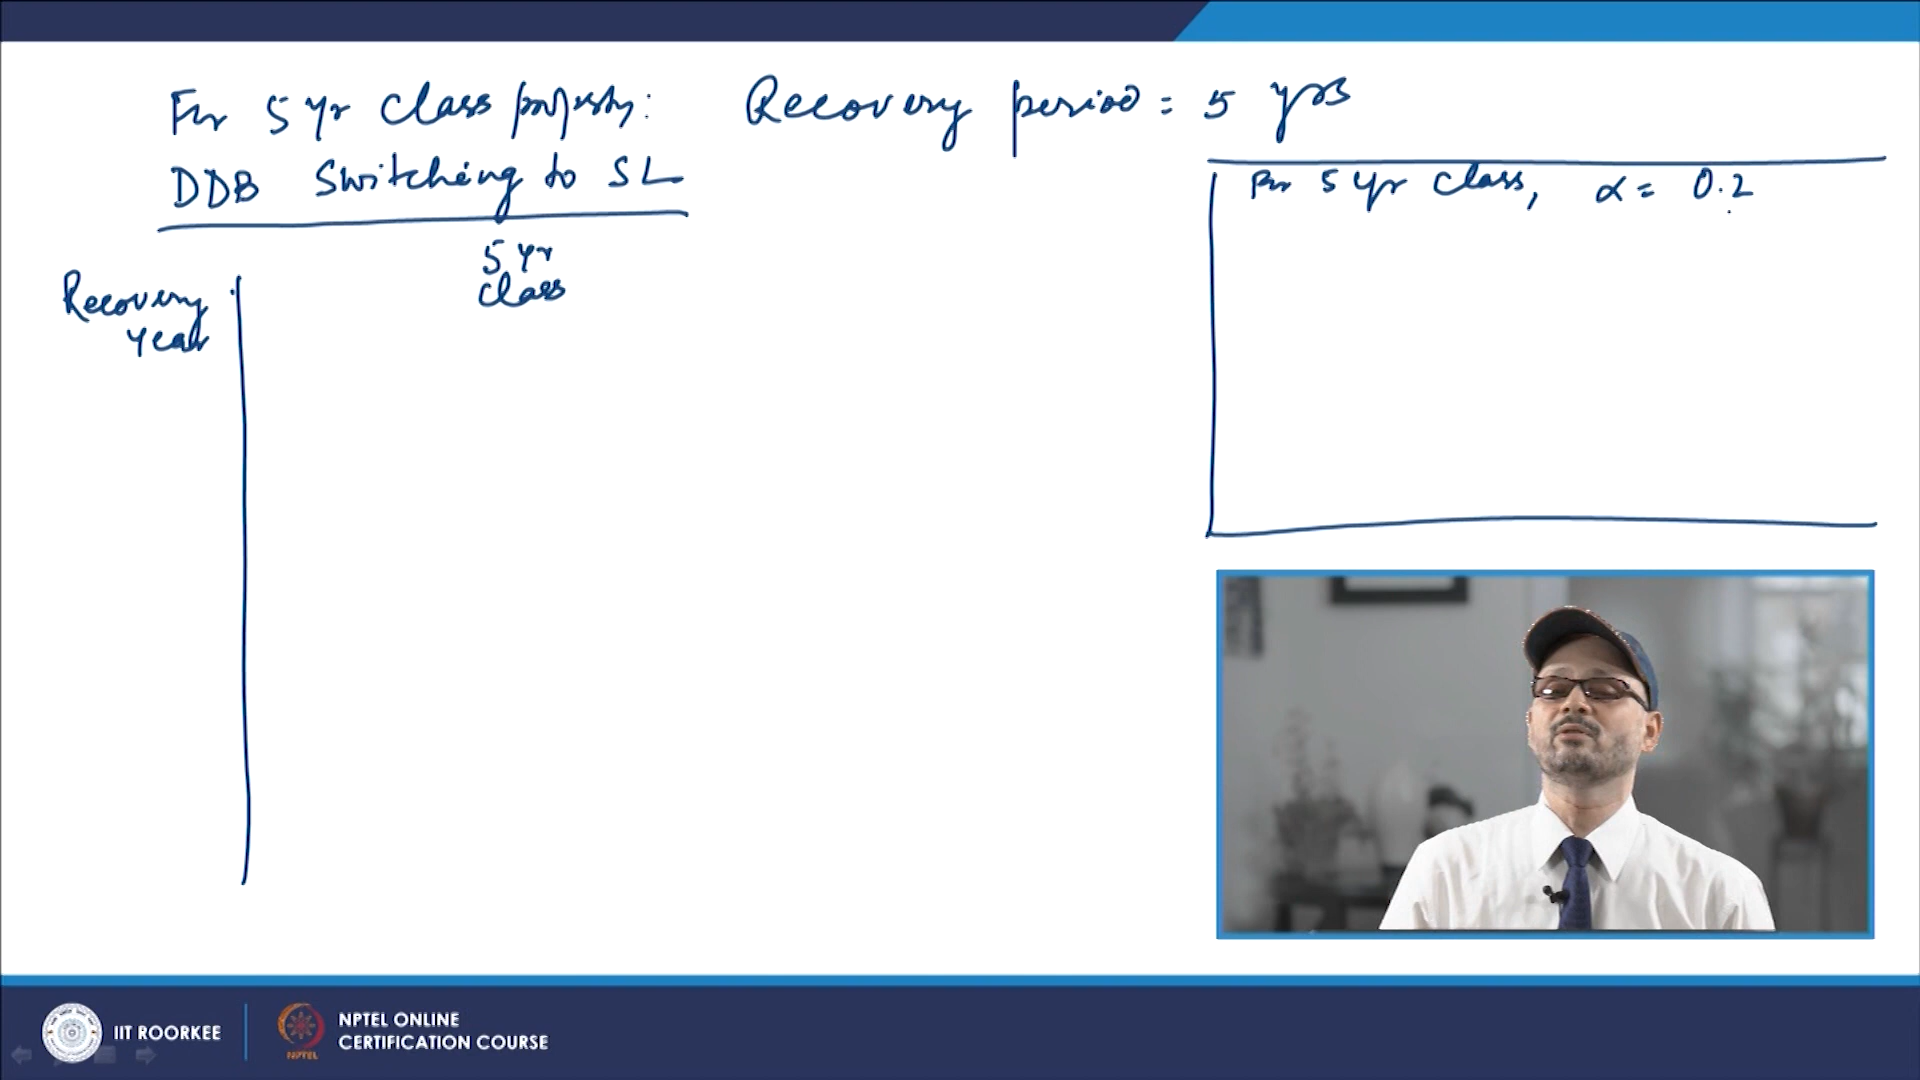 For 5 yr class property: Recovery period = 5 yrs
DDB Switching to SL
For 5 yr class, α = 0.2
5 Yr
class
Recovery
Year
IIT ROORKEE
NPTEL
NPTEL ONLINE
CERTIFICATION COURSE